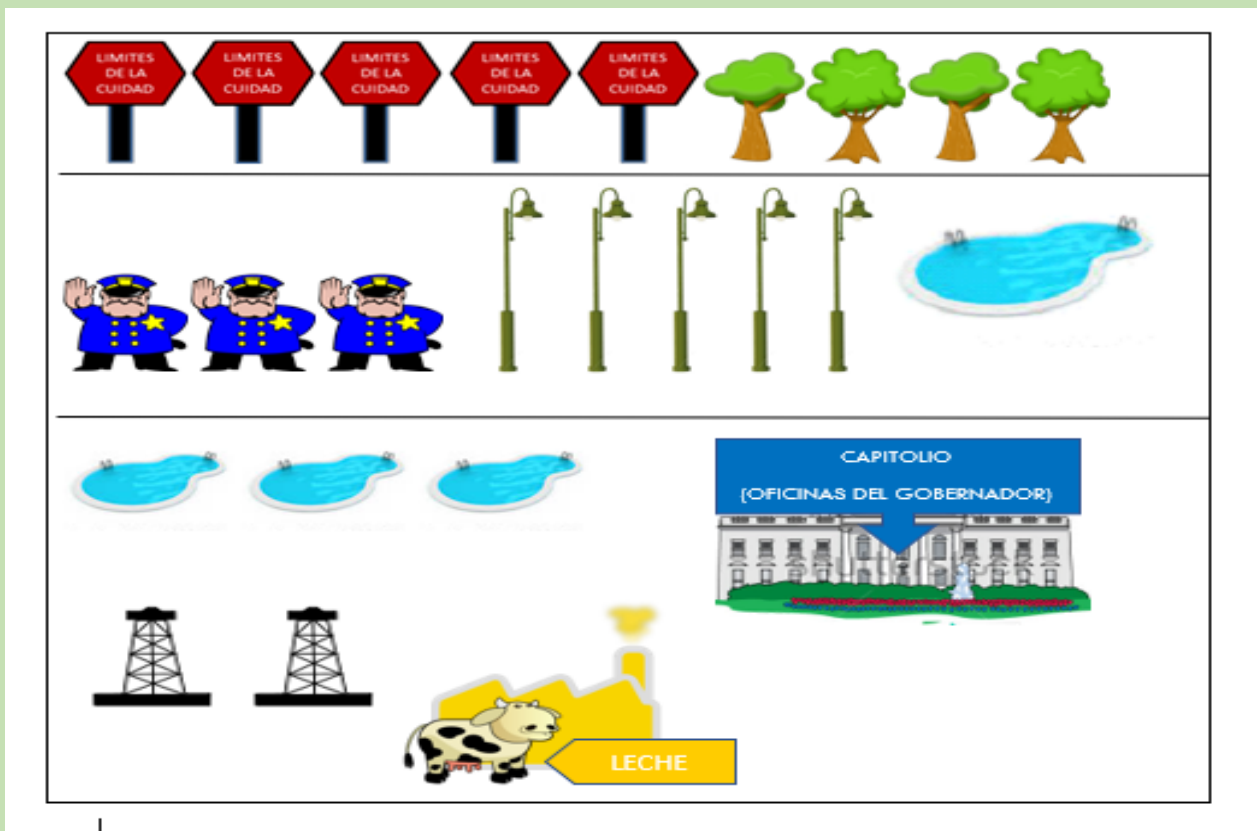 LIMITES
DE LA
CUIDAD
LIMITES
DE LA
CUIDAD
LIMITES
DE LA
CUIDAD
LIMITES
DE LA
CUIDAD
LIMITES
DE LA
CUIDAD
CAPITOLIO
(OFICINAS DEL GOBERNADOR)
LECHE